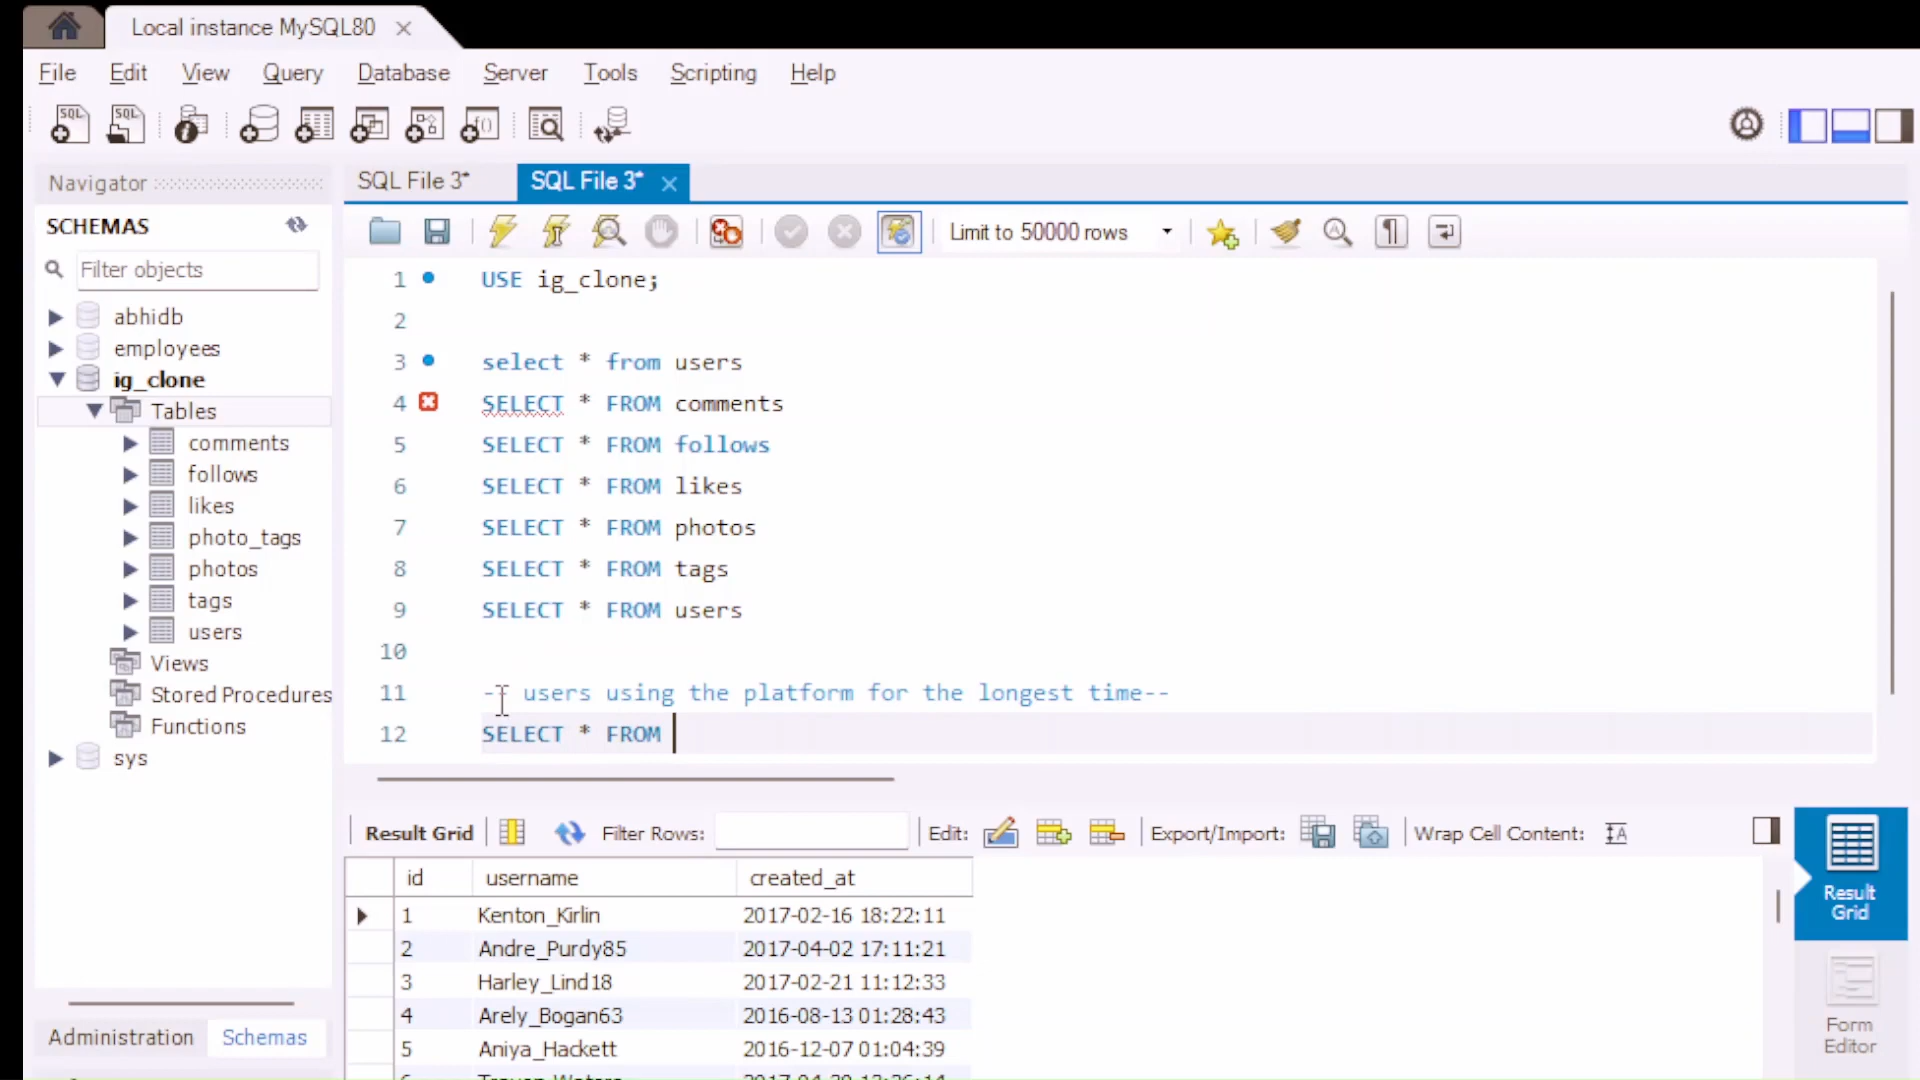 Local instance MySQL80
File Edit View Query Database Server Tools Scripting Help
SQL SQL
Navigator
SCHEMAS
Filter objects
abhidb
employees
ig_clone
Tables
comments
follows
likes
photo_tags
photos
tags
users
Views
Stored Procedures
Functions
sys
Administration Schemas
SQL File 3* SQL File 3*
Limit to 50000 rows
1 USE ig_clone;
2
3 select * from users
4 SELECT * FROM comments
5 SELECT * FROM follows
6 SELECT * FROM likes
7 SELECT * FROM photos
8 SELECT * FROM tags
9 SELECT * FROM users
10
11 -- users using the platform for the longest time--
12 SELECT * FROM
Result Grid Filter Rows: Edit: Export/Import: Wrap Cell Content:
id username created_at
1 Kenton_Kirlin 2017-02-16 18:22:11
2 Andre_Purdy85 2017-04-02 17:11:21
3 Harley_Lind18 2017-02-21 11:12:33
4 Arely_Bogan63 2016-08-13 01:28:43
5 Aniya_Hackett 2016-12-07 01:04:39
Result
Grid
Form
Editor